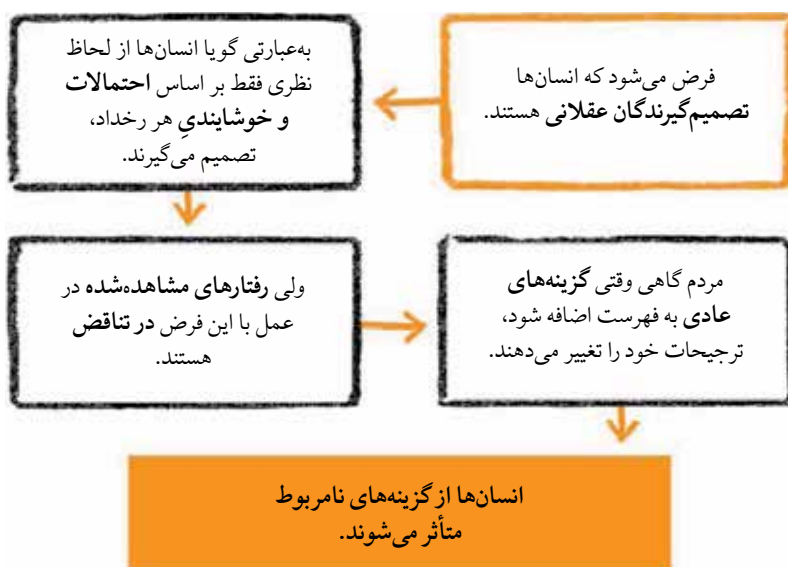 فرض می‌شود که انسان‌ها
تصمیم‌گیرندگان عقلانی هستند.
به‌عبارتی گویا انسان‌ها از لحاظ
نظری فقط بر اساس احتمالات
و خوشایندیِ هر رخداد،
تصمیم می‌گیرند.
ولی رفتارهای مشاهده‌شده در
عمل با این فرض در تناقض
هستند.
مردم گاهی وقتی گزینه‌های
عادی به فهرست اضافه شود،
ترجیحات خود را تغییر می‌دهند.
انسان‌ها از گزینه‌های نامربوط
متأثر می‌شوند.